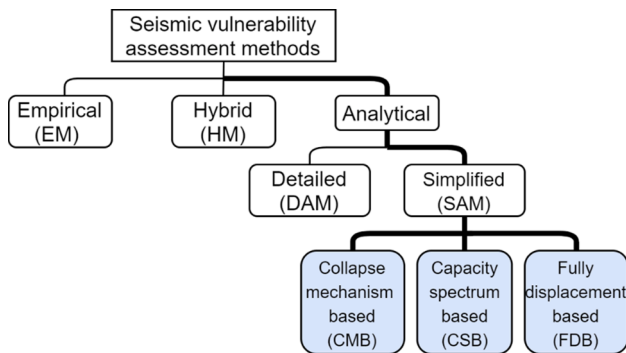 Seismic vulnerability
assessment methods
Empirical
(EM)
Hybrid
(HM)
Analytical
Detailed
(DAM)
Simplified
(SAM)
Collapse
mechanism
based
(CMB)
Capacity
spectrum
based
(CSB)
Fully
displacement
based
(FDB)